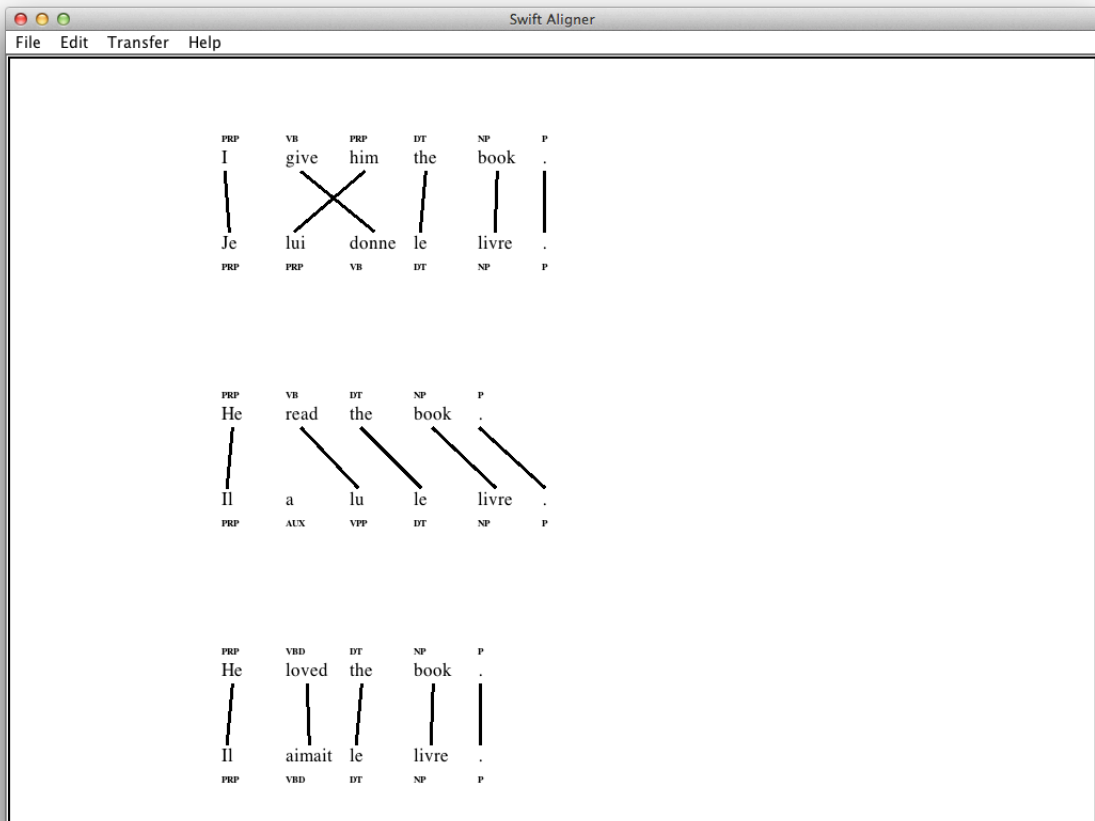 Swift Aligner
File Edit Transfer Help
PRP VB PRP DT NP P
I give him the book .
Je lui donne le livre .
PRP PRP VB DT NP P
PRP VB DT NP P
He read the book .
Il a lu le livre .
PRP AUX VPP DT NP P
PRP VBD DT NP P
He loved the book .
Il aimait le livre .
PRP VBD DT NP P